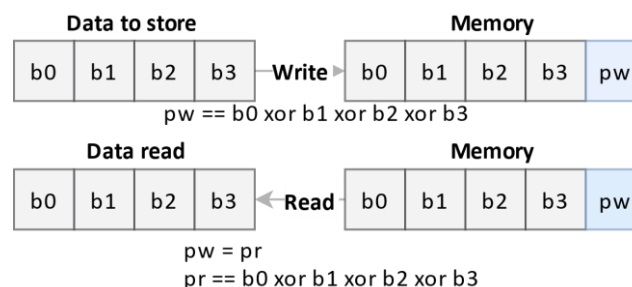 Data to store Memory
b0 b1 b2 b3 Write b0 b1 b2 b3 pw
pw == b0 xor b1 xor b2 xor b3
Data read Memory
b0 b1 b2 b3 Read b0 b1 b2 b3 pw
pw = pr
pr == b0 xor b1 xor b2 xor b3